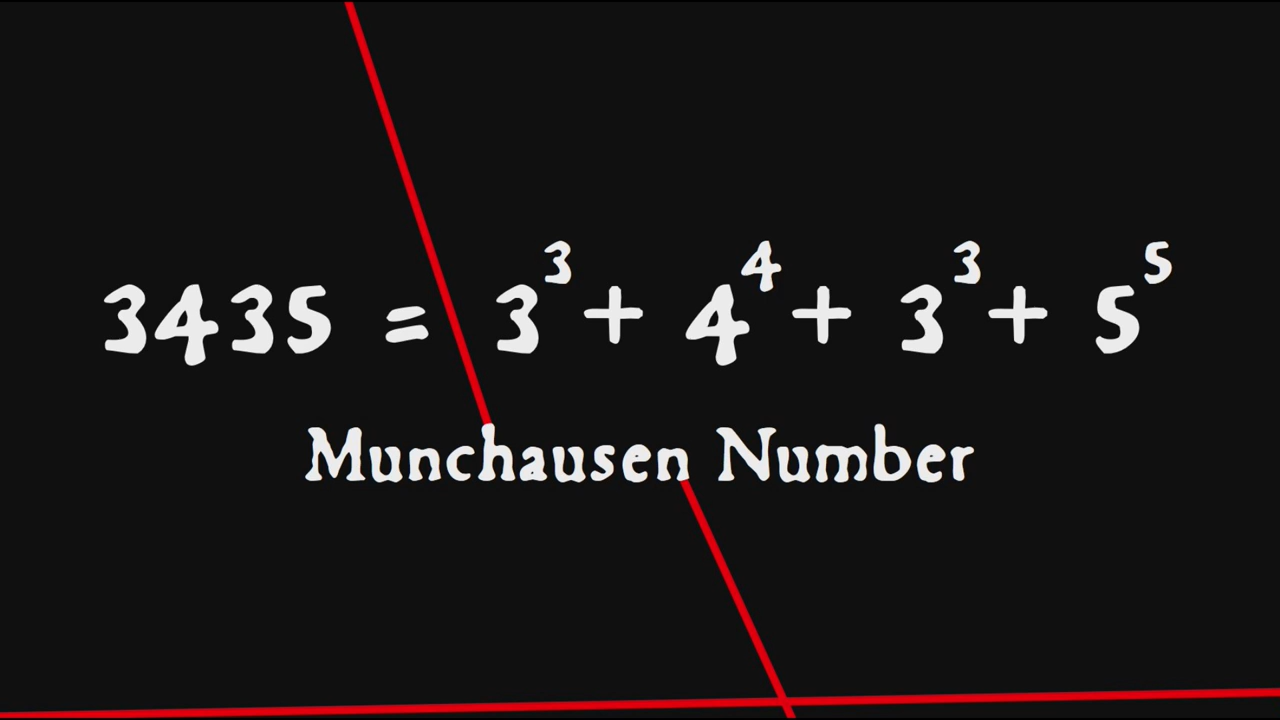 3435 = 3³ + 4⁴ + 3³ + 5⁵
Munchausen Number